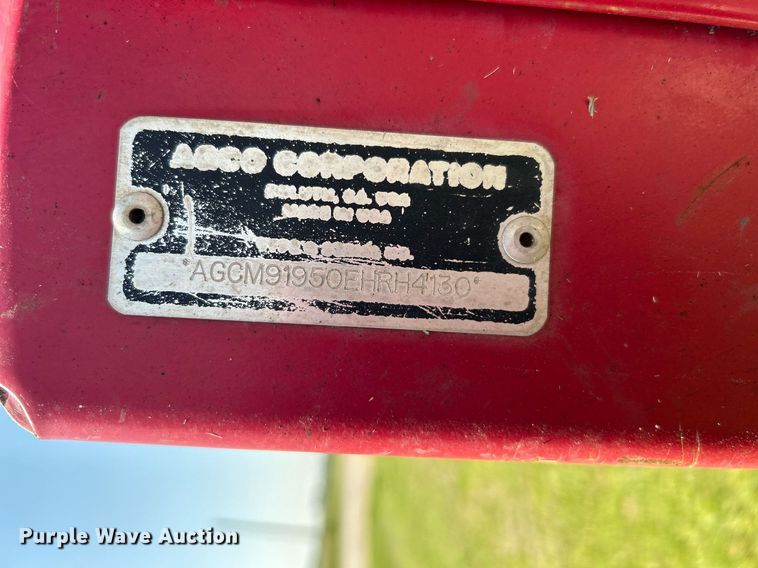 AGCO CORPORATION
DULUTH, GA. USA
MADE IN USA
*AGCM91950EHRH4130*
Purple Wave Auction